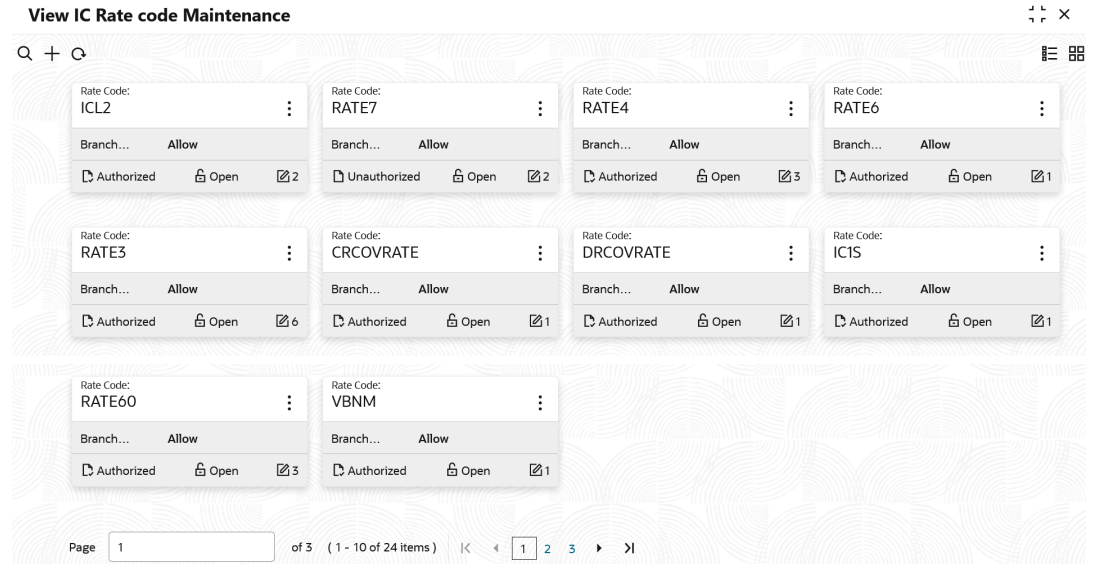 View IC Rate code Maintenance
Rate Code: Rate Code: Rate Code: Rate Code:
ICL2 RATE7 RATE4 RATE6
Branch... Allow Branch... Allow Branch... Allow Branch... Allow
Authorized Open 2 Unauthorized Open 2 Authorized Open 3 Authorized Open 1
Rate Code: Rate Code: Rate Code: Rate Code:
RATE3 CRCOVRATE DRCOVRATE IC1S
Branch... Allow Branch... Allow Branch... Allow Branch... Allow
Authorized Open 6 Authorized Open 1 Authorized Open 1 Authorized Open 1
Rate Code: Rate Code:
RATE60 VBNM
Branch... Allow Branch... Allow
Authorized Open 3 Authorized Open 1
Page 1 of 3 ( 1 - 10 of 24 items ) 1 2 3